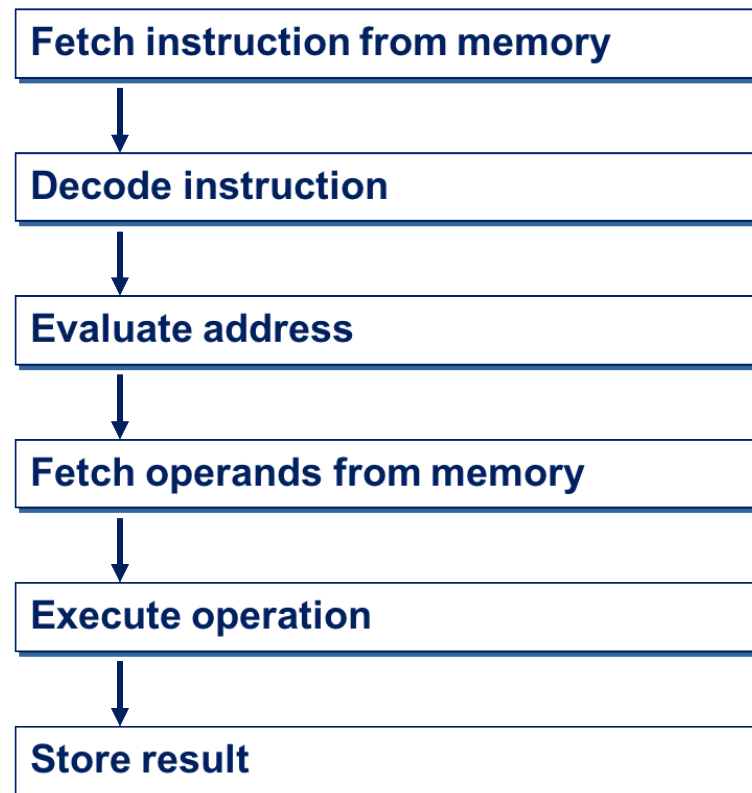 Fetch instruction from memory
Decode instruction
Evaluate address
Fetch operands from memory
Execute operation
Store result